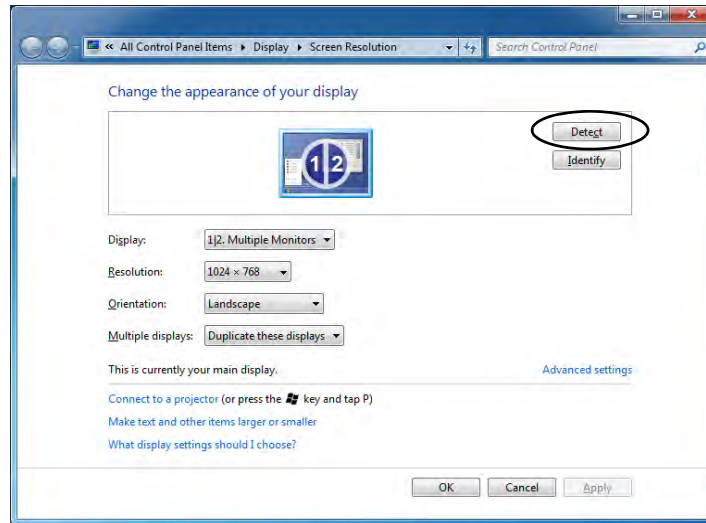 « All Control Panel Items ▸ Display ▸ Screen Resolution
Search Control Panel
Change the appearance of your display
Detect
1|2
Identify
Display: 1|2. Multiple Monitors
Resolution: 1024 × 768
Orientation: Landscape
Multiple displays: Duplicate these displays
This is currently your main display.
Advanced settings
Connect to a projector (or press the key and tap P)
Make text and other items larger or smaller
What display settings should I choose?
OK
Cancel
Apply